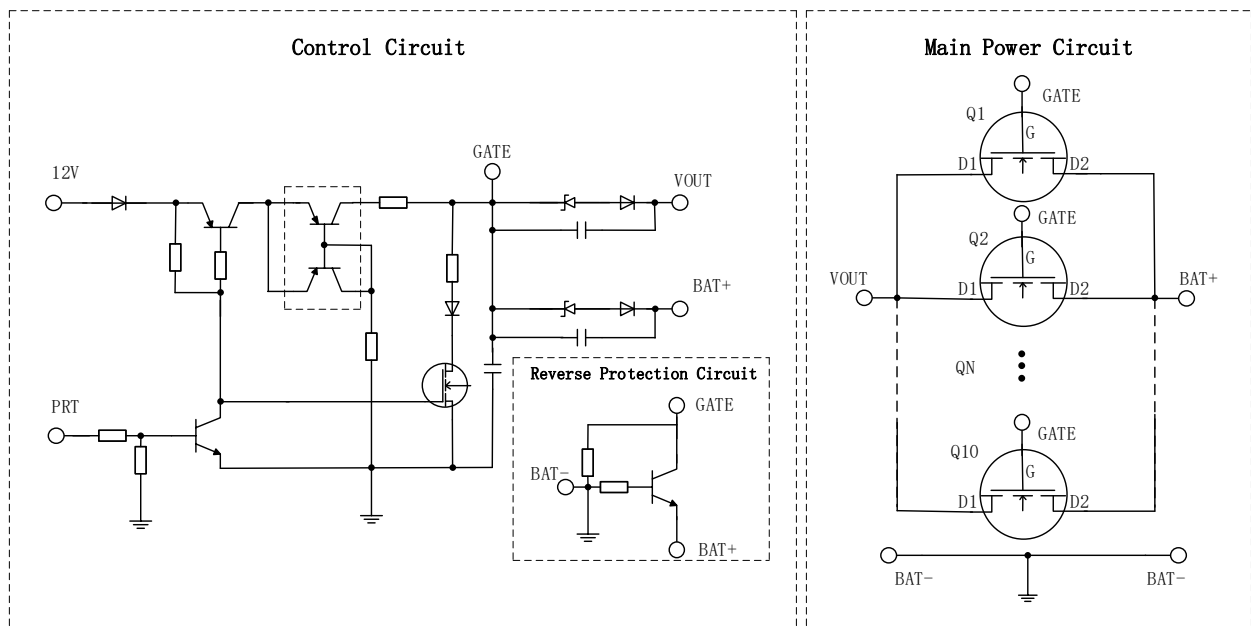 Control Circuit
12V
GATE
VOUT
BAT+
PRT
Reverse Protection Circuit
GATE
BAT-
BAT+
Main Power Circuit
GATE
Q1
G
D1 D2
GATE
Q2
G
VOUT
D1 D2
BAT+
QN
GATE
Q10
G
D1 D2
BAT- BAT-